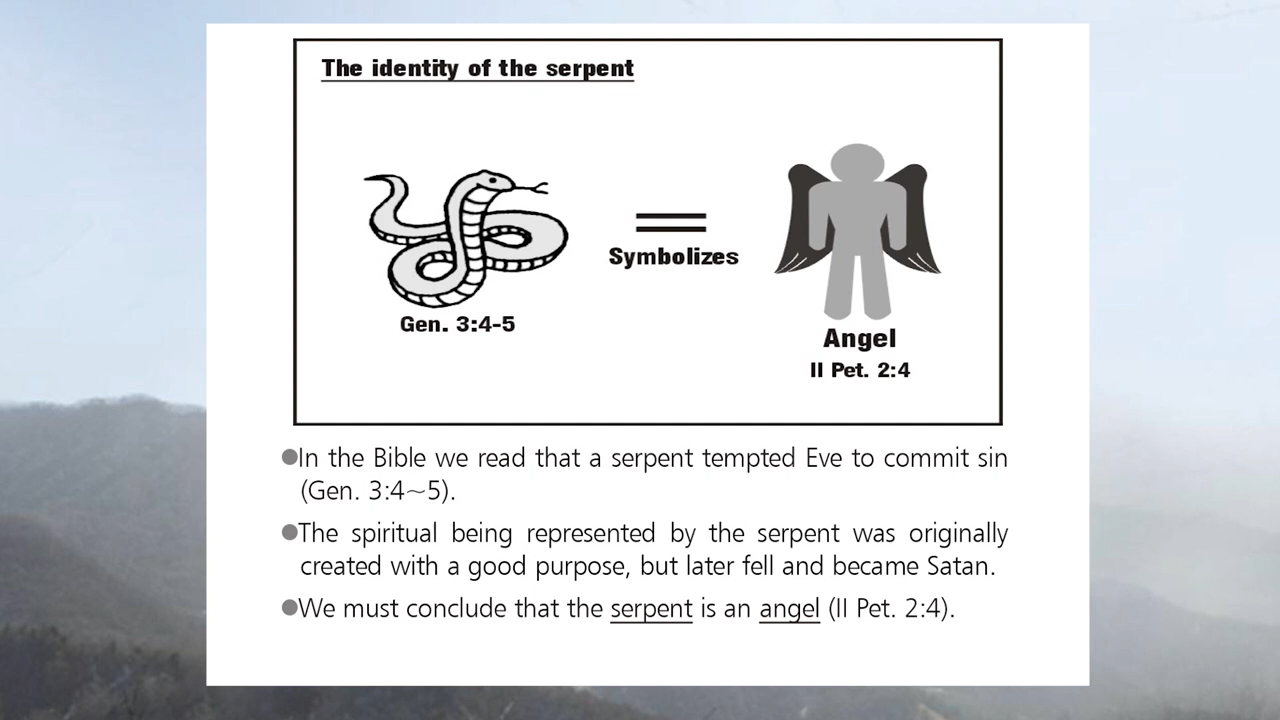 The identity of the serpent
Symbolizes
Gen. 3:4-5
Angel
II Pet. 2:4
●In the Bible we read that a serpent tempted Eve to commit sin
(Gen. 3:4~5).
●The spiritual being represented by the serpent was originally
created with a good purpose, but later fell and became Satan.
●We must conclude that the serpent is an angel (II Pet. 2:4).